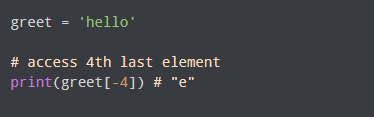 greet = 'hello'
# access 4th last element
print(greet[-4]) # "e"